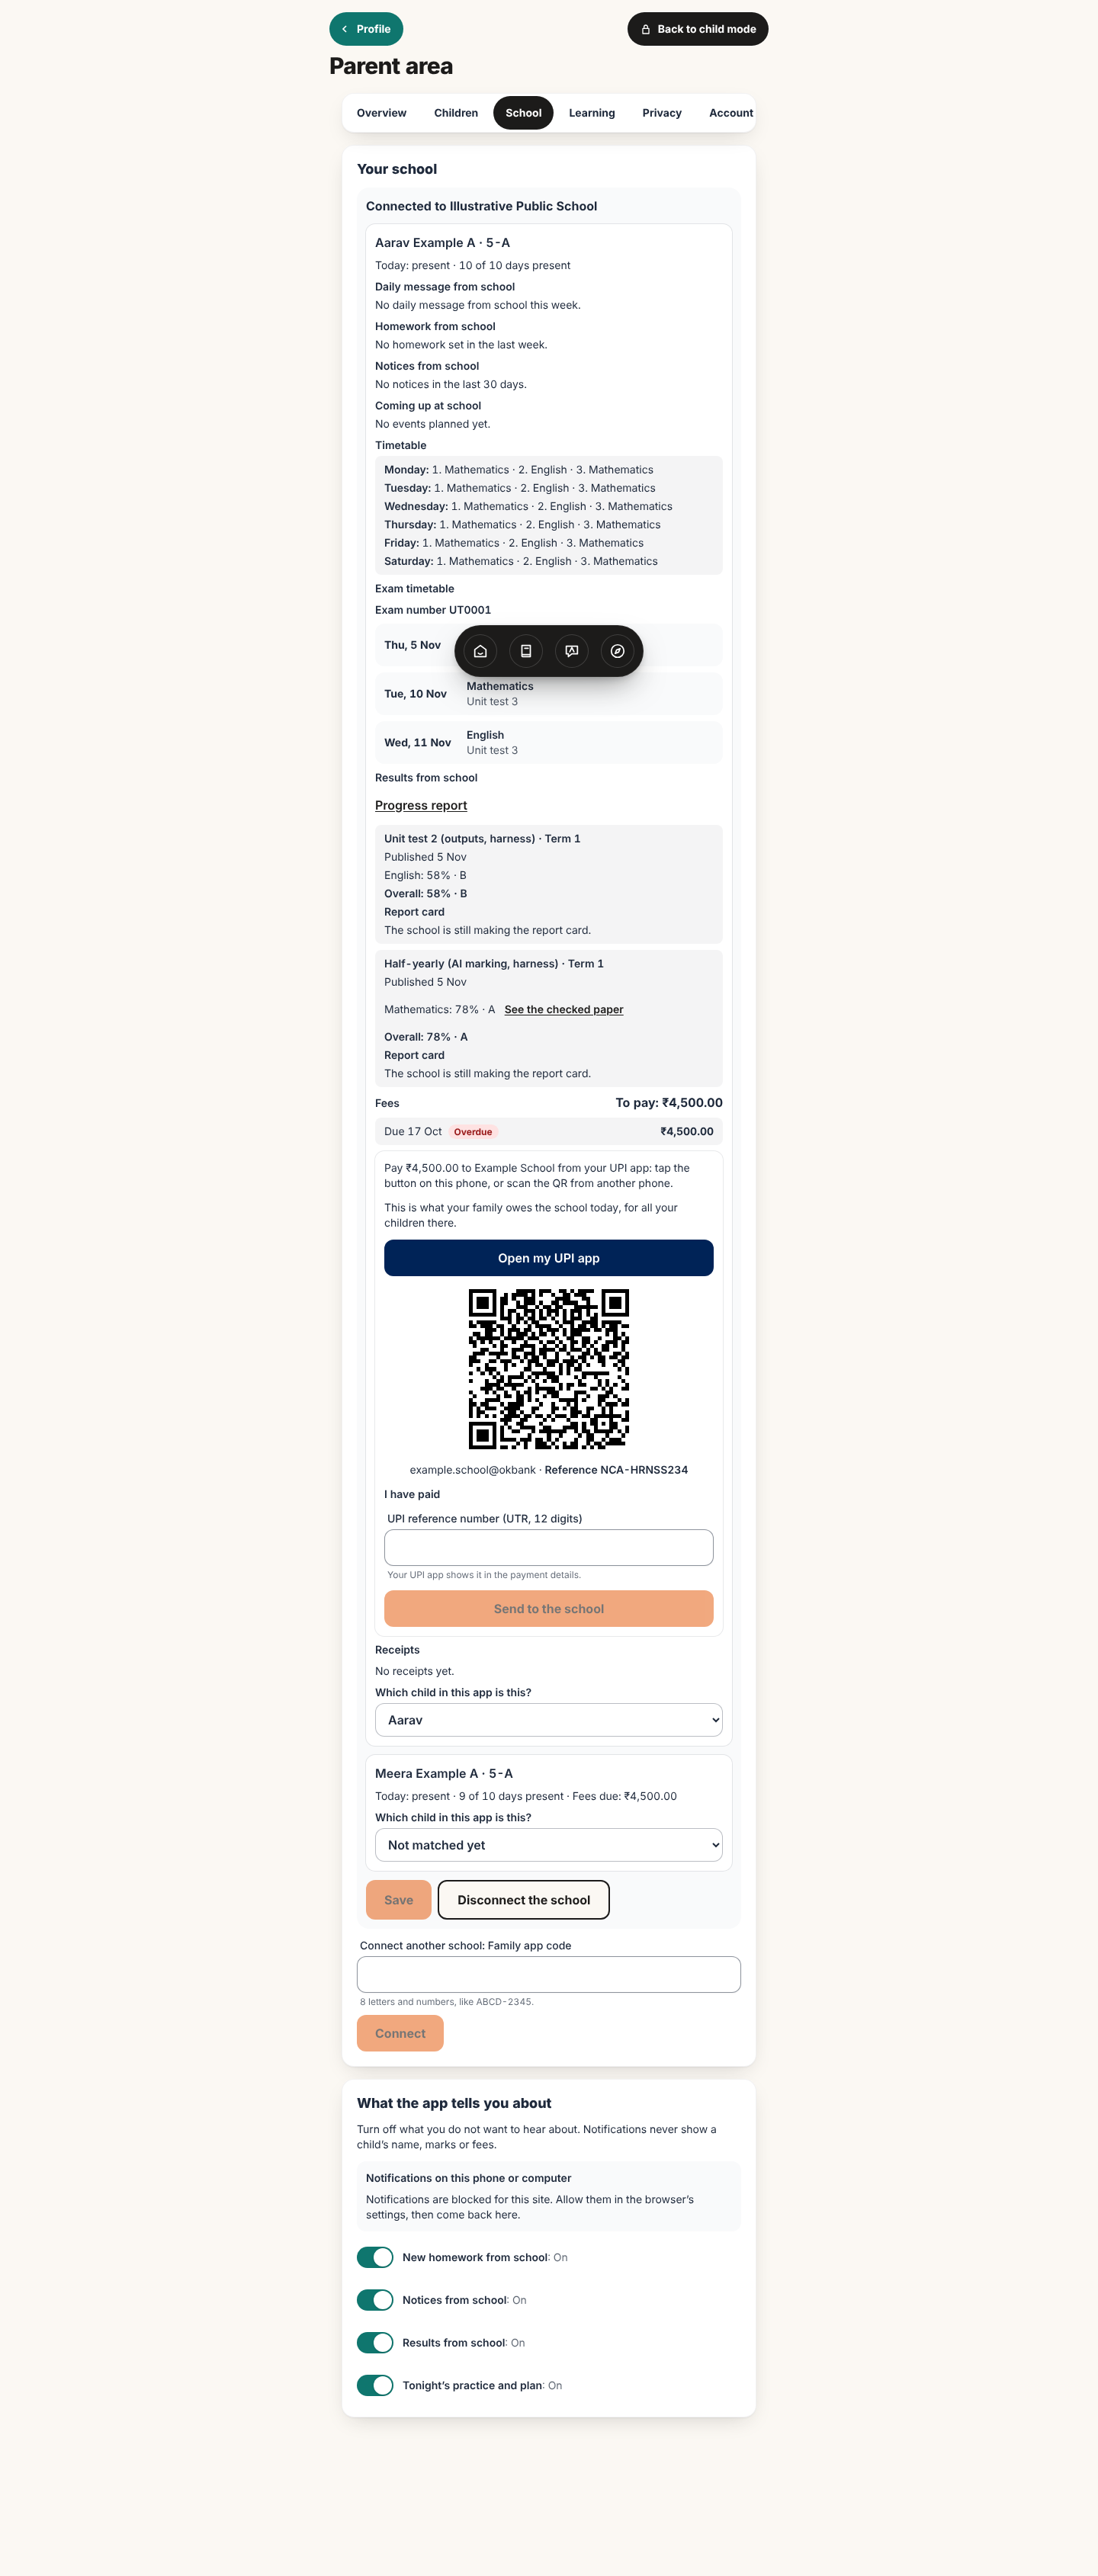 Profile
Back to child mode
Parent area
Overview
Children
School
Learning
Privacy
Account
Your school
Connected to Illustrative Public School
Aarav Example A · 5-A
Today: present · 10 of 10 days present
Daily message from school
No daily message from school this week.
Homework from school
No homework set in the last week.
Notices from school
No notices in the last 30 days.
Coming up at school
No events planned yet.
Timetable
Monday: 1. Mathematics · 2. English · 3. Mathematics
Tuesday: 1. Mathematics · 2. English · 3. Mathematics
Wednesday: 1. Mathematics · 2. English · 3. Mathematics
Thursday: 1. Mathematics · 2. English · 3. Mathematics
Friday: 1. Mathematics · 2. English · 3. Mathematics
Saturday: 1. Mathematics · 2. English · 3. Mathematics
Exam timetable
Exam number UT0001
Thu, 5 Nov
Tue, 10 Nov
Mathematics
Unit test 3
Wed, 11 Nov
English
Unit test 3
Results from school
Progress report
Unit test 2 (outputs, harness) · Term 1
Published 5 Nov
English: 58% · B
Overall: 58% · B
Report card
The school is still making the report card.
Half-yearly (AI marking, harness) · Term 1
Published 5 Nov
Mathematics: 78% · A See the checked paper
Overall: 78% · A
Report card
The school is still making the report card.
Fees
To pay: ₹4,500.00
Due 17 Oct Overdue ₹4,500.00
Pay ₹4,500.00 to Example School from your UPI app: tap the
button on this phone, or scan the QR from another phone.
This is what your family owes the school today, for all your
children there.
Open my UPI app
example.school@okbank · Reference NCA-HRNSS234
I have paid
UPI reference number (UTR, 12 digits)
Your UPI app shows it in the payment details.
Send to the school
Receipts
No receipts yet.
Which child in this app is this?
Aarav
Meera Example A · 5-A
Today: present · 9 of 10 days present · Fees due: ₹4,500.00
Which child in this app is this?
Not matched yet
Save
Disconnect the school
Connect another school: Family app code
8 letters and numbers, like ABCD-2345.
Connect
What the app tells you about
Turn off what you do not want to hear about. Notifications never show a
child’s name, marks or fees.
Notifications on this phone or computer
Notifications are blocked for this site. Allow them in the browser’s
settings, then come back here.
New homework from school: On
Notices from school: On
Results from school: On
Tonight’s practice and plan: On